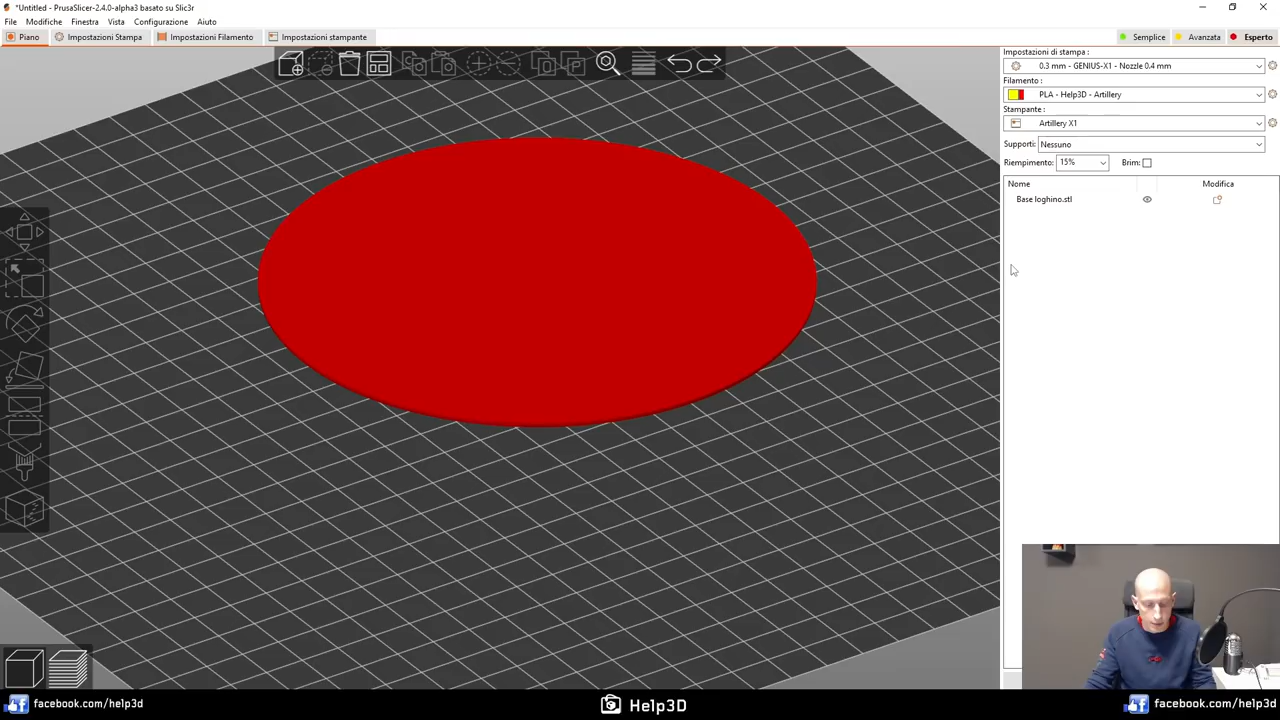 *Untitled - PrusaSlicer-2.4.0-alpha3 basato su Slic3r
File Modifiche Finestra Vista Configurazione Aiuto
Piano Impostazioni Stampa Impostazioni Filamento Impostazioni stampante Semplice Avanzata Esperto
Impostazioni di stampa :
0.3 mm - GENIUS-X1 - Nozzle 0.4 mm
Filamento :
PLA - Help3D - Artillery
Stampante :
Artillery X1
Supporti: Nessuno
Riempimento: 15% Brim:
Nome Modifica
Base loghino.stl
facebook.com/help3d Help3D facebook.com/help3d